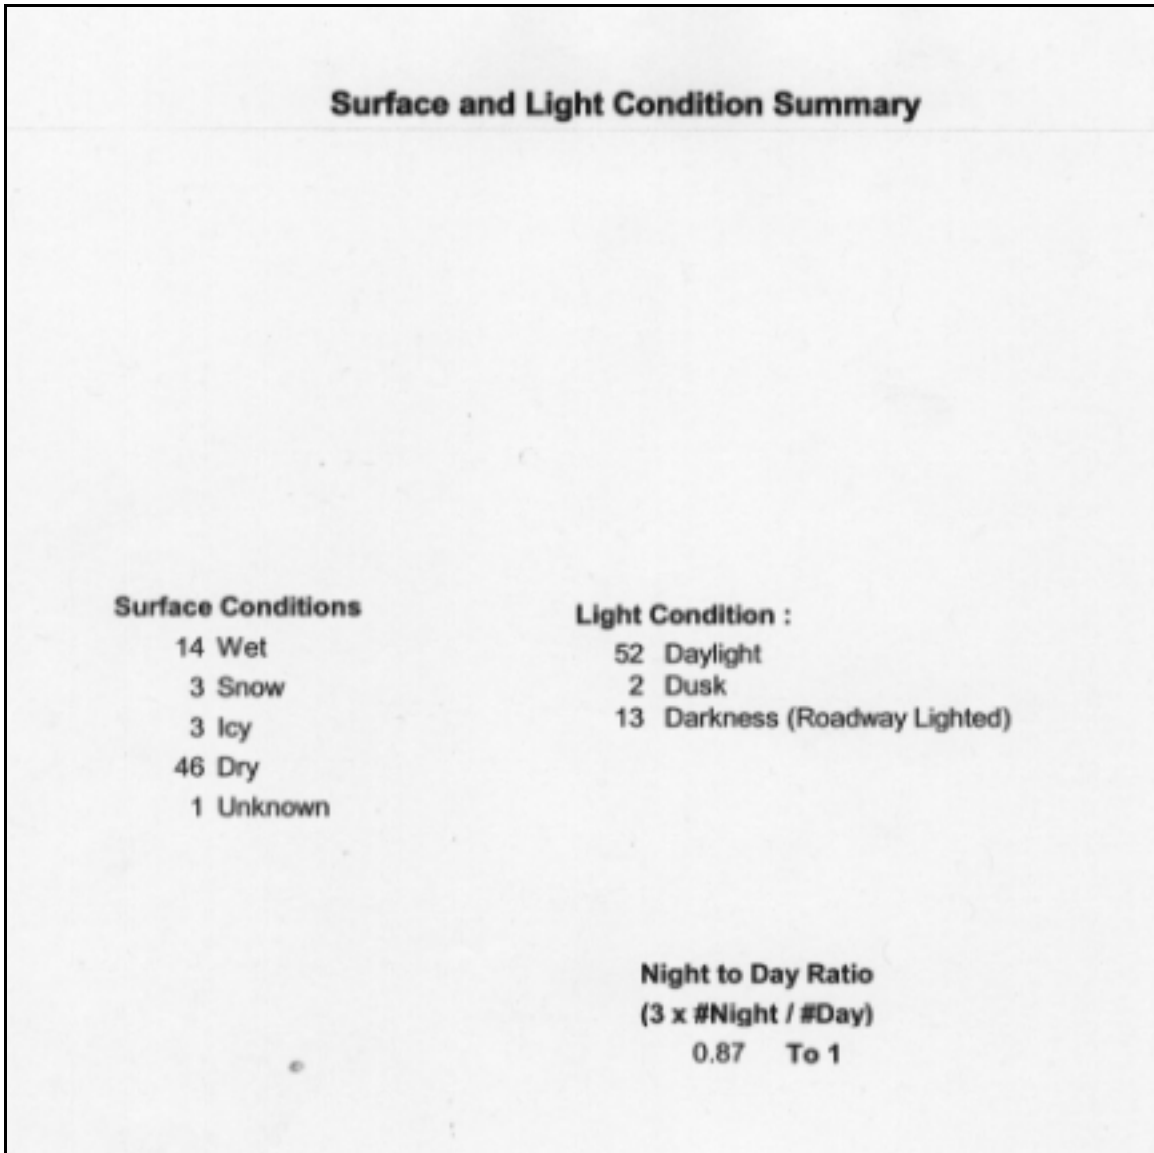 Surface and Light Condition Summary
Surface Conditions
14 Wet
3 Snow
3 Icy
46 Dry
1 Unknown
Light Condition :
52 Daylight
2 Dusk
13 Darkness (Roadway Lighted)
Night to Day Ratio
(3 x #Night / #Day)
0.87 To 1